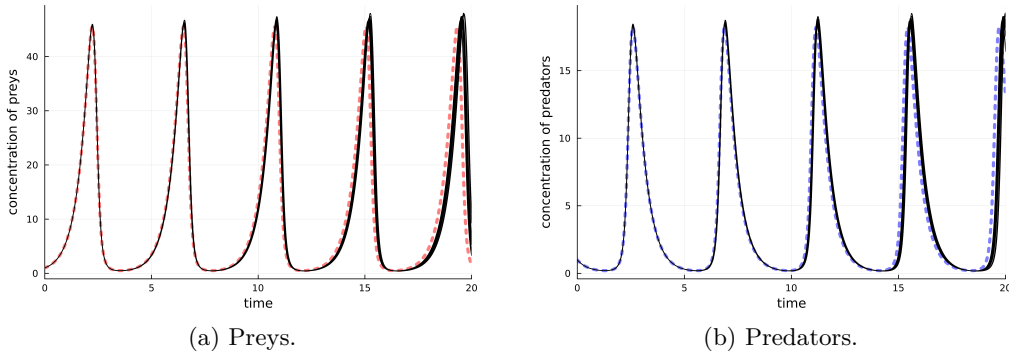 concentration of preys
40
30
20
10
0
0 5 10 15 20
time
(a) Preys.
concentration of predators
15
10
5
0
0 5 10 15 20
time
(b) Predators.